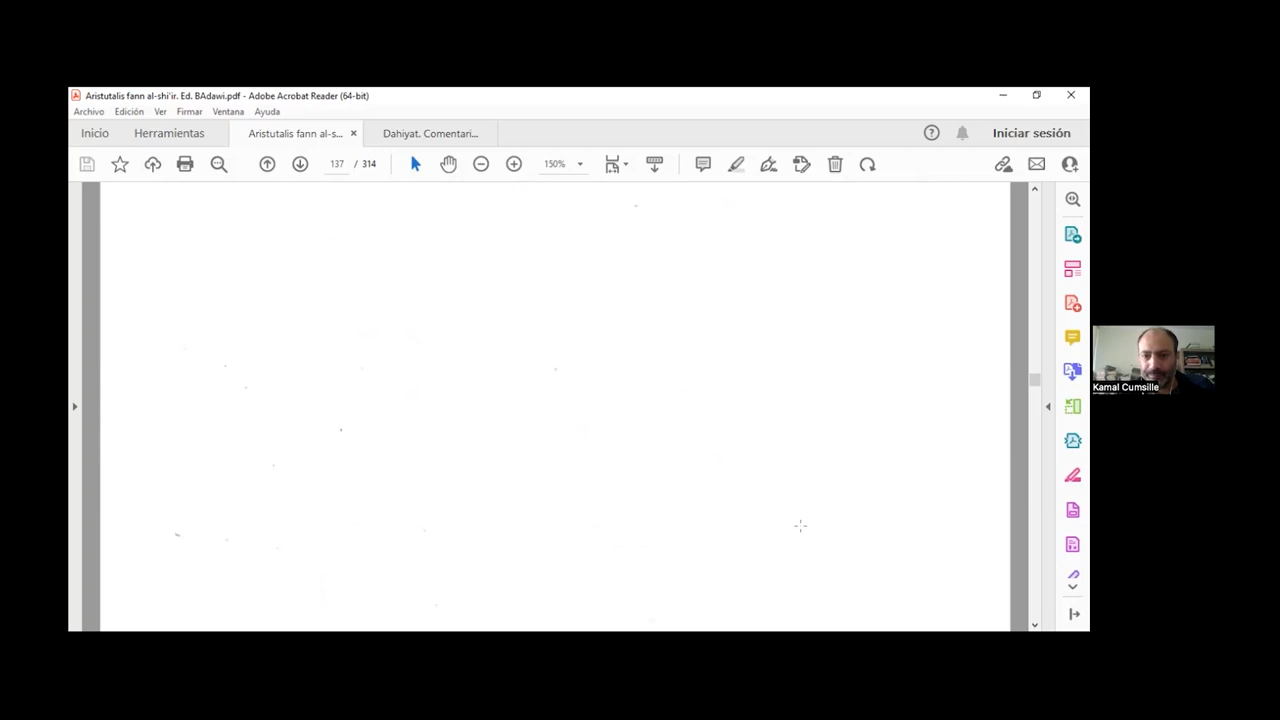 Aristutalis fann al-shi'ir. Ed. BAdawi.pdf - Adobe Acrobat Reader (64-bit)
Archivo Edición Ver Firmar Ventana Ayuda
Inicio Herramientas Aristutalis fann al-s... Dahiyat. Comentari... Iniciar sesión
137 / 314 150%
Kamal Cumsille